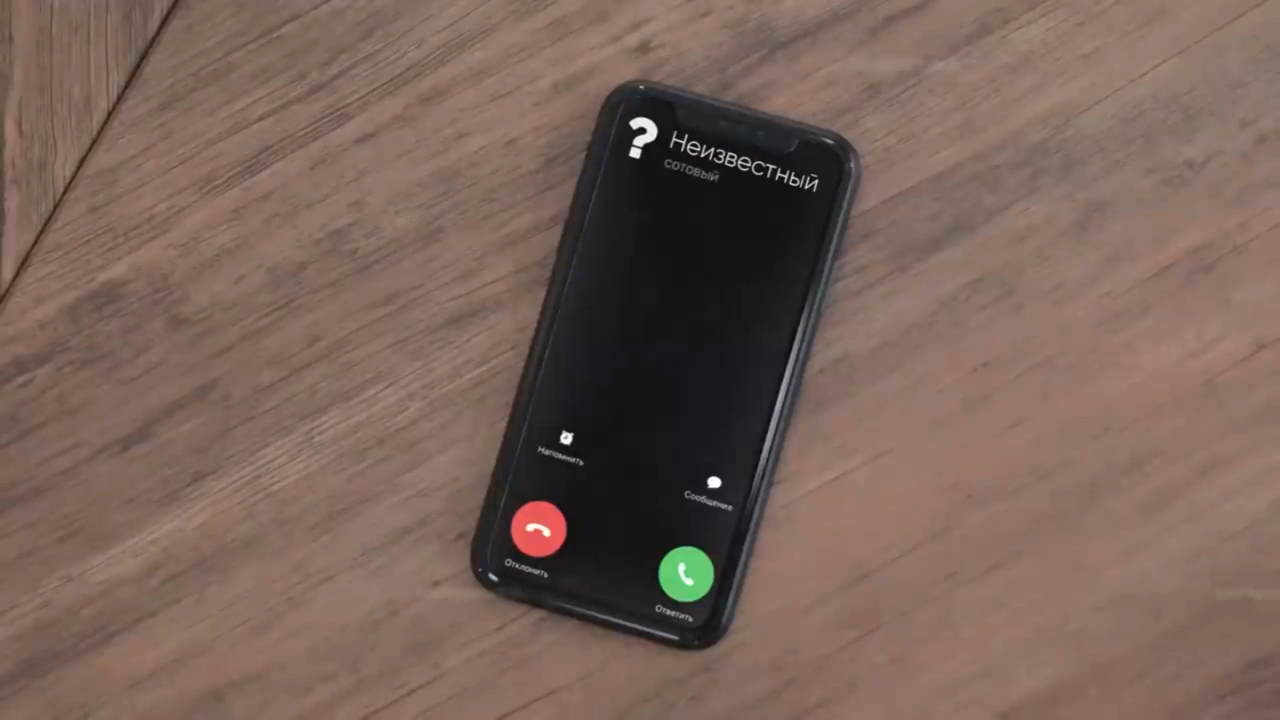 ? Неизвестный
сотовый
Напомнить
Сообщение
Отклонить
Ответить